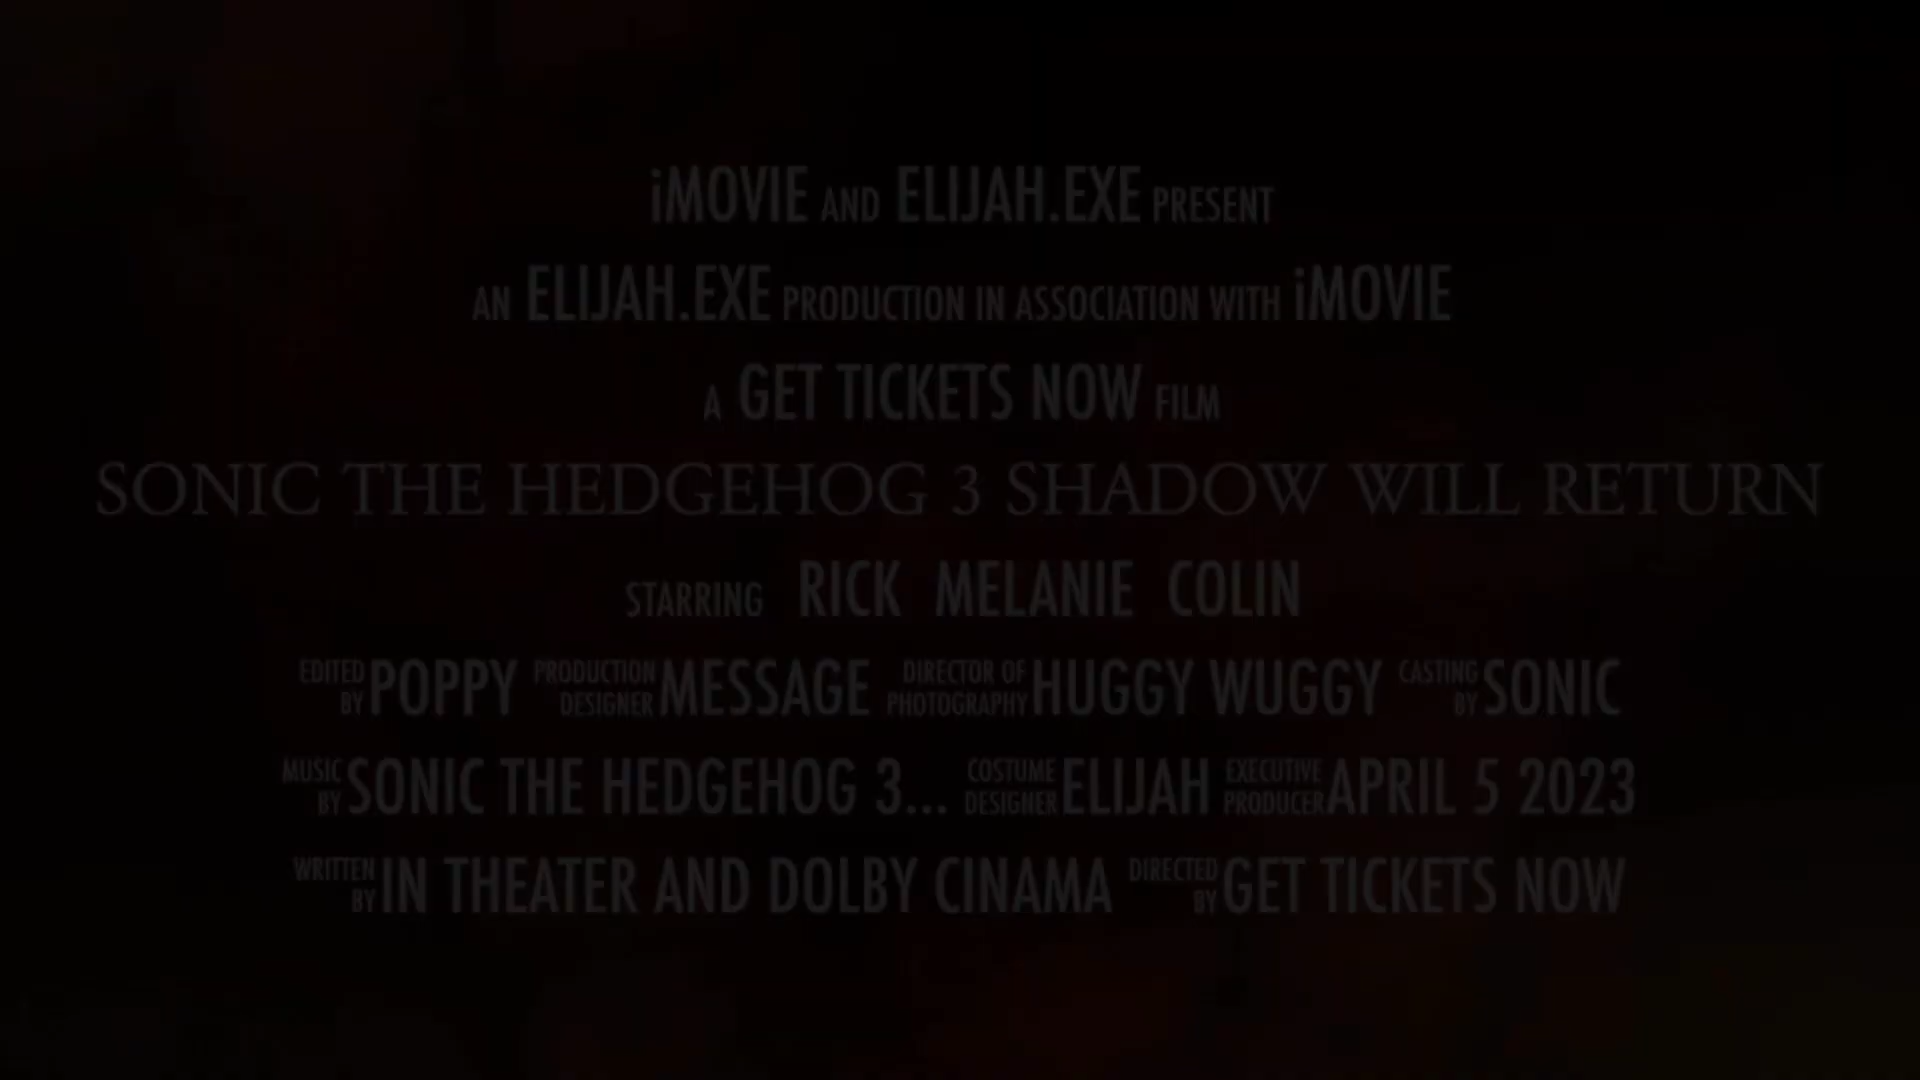 iMOVIE AND ELIJAH.EXE PRESENT
AN ELIJAH.EXE PRODUCTION IN ASSOCIATION WITH iMOVIE
A GET TICKETS NOW FILM
SONIC THE HEDGEHOG 3 SHADOW WILL RETURN
STARRING RICK MELANIE COLIN
EDITED BY POPPY PRODUCTION DESIGNER MESSAGE DIRECTOR OF PHOTOGRAPHY HUGGY WUGGY CASTING BY SONIC
MUSIC BY SONIC THE HEDGEHOG 3... COSTUME DESIGNER ELIJAH EXECUTIVE PRODUCER APRIL 5 2023
WRITTEN BY IN THEATER AND DOLBY CINAMA DIRECTED BY GET TICKETS NOW